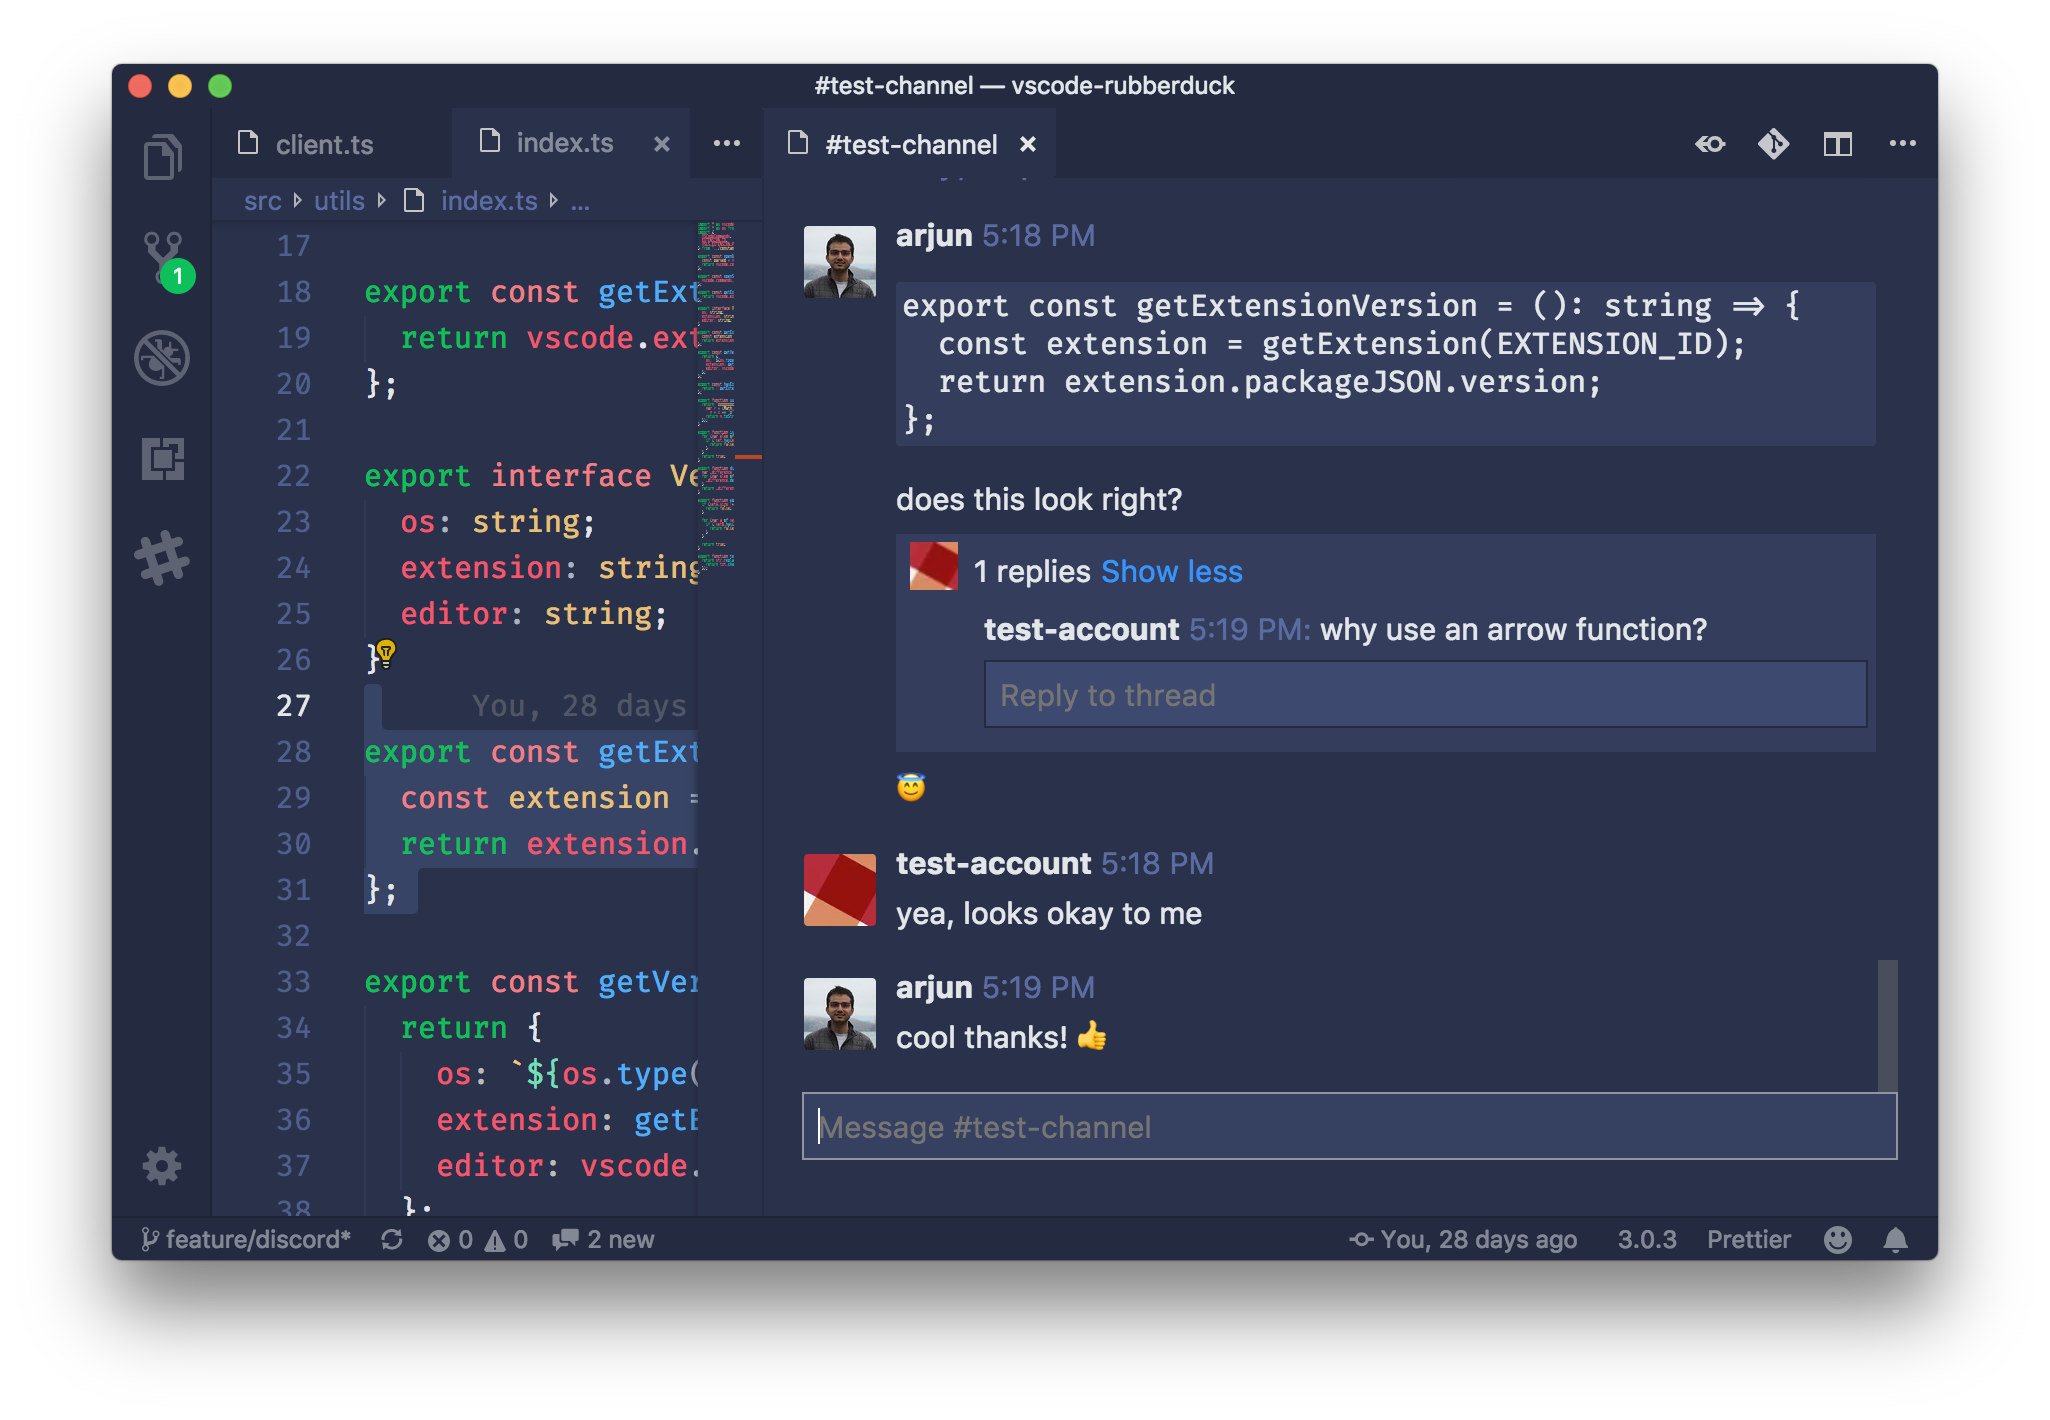 #test-channel — vscode-rubberduck
client.ts
index.ts
#test-channel
src
utils
index.ts
...
17
18 export const getExt
19 return vscode.ext
20 };
21
22 export interface Ve
23 os: string;
24 extension: string
25 editor: string;
26 }
27 You, 28 days
28 export const getExt
29 const extension =
30 return extension.
31 };
32
33 export const getVer
34 return {
35 os: `${os.type(
36 extension: getE
37 editor: vscode.
38 };
1
arjun 5:18 PM
export const getExtensionVersion = (): string => {
const extension = getExtension(EXTENSION_ID);
return extension.packageJSON.version;
};
does this look right?
1 replies Show less
test-account 5:19 PM: why use an arrow function?
Reply to thread
test-account 5:18 PM
yea, looks okay to me
arjun 5:19 PM
cool thanks! 👍
Message #test-channel
feature/discord* 0 0 2 new
You, 28 days ago 3.0.3 Prettier